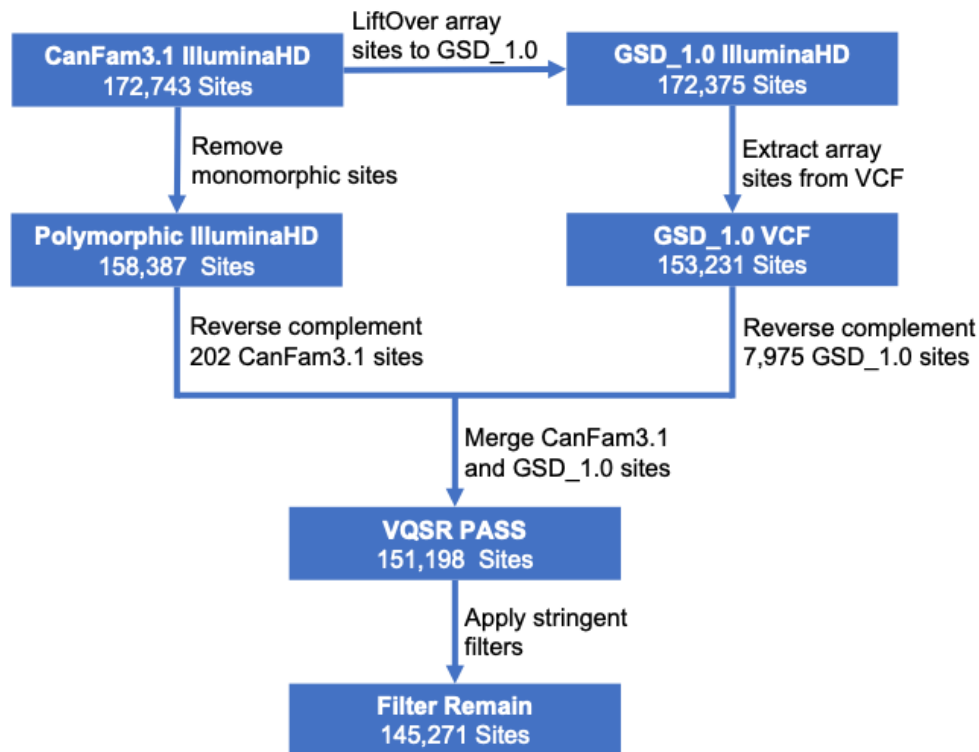 LiftOver array
sites to GSD_1.0
CanFam3.1 IlluminaHD
172,743 Sites
GSD_1.0 IlluminaHD
172,375 Sites
Remove
monomorphic sites
Extract array
sites from VCF
Polymorphic IlluminaHD
158,387 Sites
GSD_1.0 VCF
153,231 Sites
Reverse complement
202 CanFam3.1 sites
Reverse complement
7,975 GSD_1.0 sites
Merge CanFam3.1
and GSD_1.0 sites
VQSR PASS
151,198 Sites
Apply stringent
filters
Filter Remain
145,271 Sites